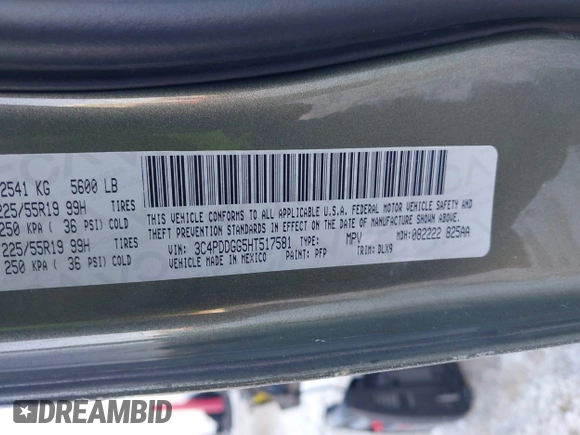 2541 KG 5600 LB
225/55R19 99H TIRES
250 KPA ( 36 PSI) COLD
225/55R19 99H TIRES
250 KPA ( 36 PSI) COLD
THIS VEHICLE CONFORMS TO ALL APPLICABLE U.S.A. FEDERAL MOTOR VEHICLE SAFETY AND
THEFT PREVENTION STANDARDS IN EFFECT ON THE DATE OF MANUFACTURE SHOWN ABOVE.
VIN: 3C4PDDGG5HT517581 TYPE: MPV MDH: 082222 825AA
VEHICLE MADE IN MEXICO PAINT: PFP TRIM: DLX9
DREAMBID